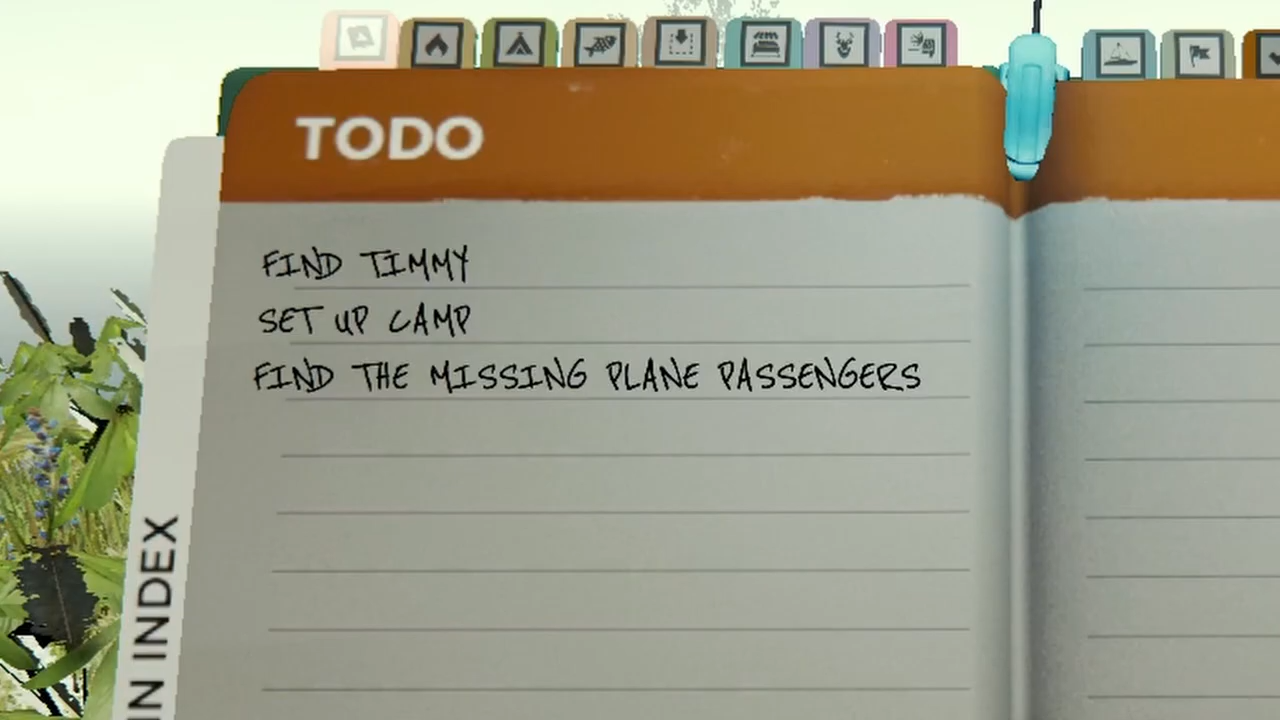 TODO
FIND TIMMY
SET UP CAMP
FIND THE MISSING PLANE PASSENGERS
IN INDEX